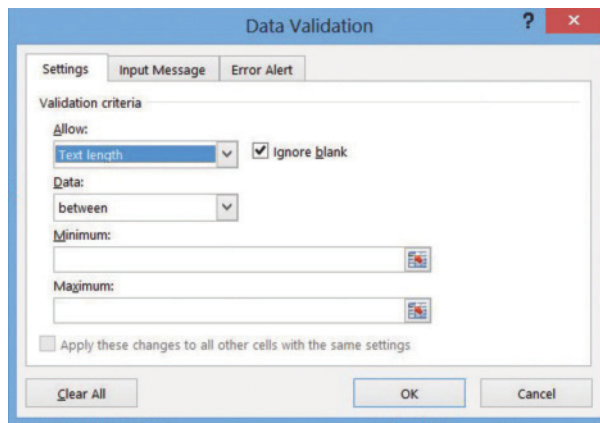 Data Validation
?
Settings
Input Message
Error Alert
Validation criteria
Allow:
Text length
Ignore blank
Data:
between
Minimum:
Maximum:
Apply these changes to all other cells with the same settings
Clear All
OK
Cancel